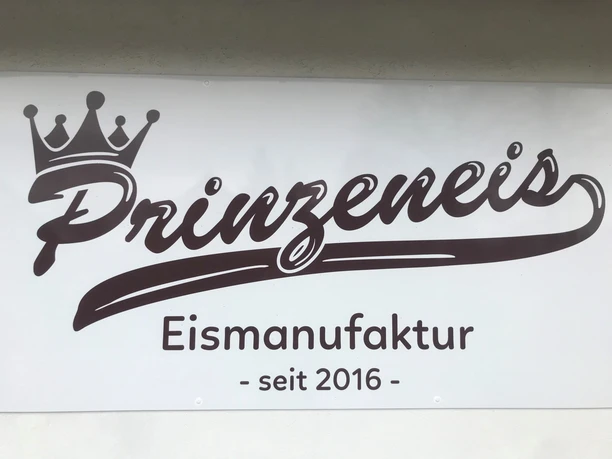 Prinzeneis
Eismanufaktur
- seit 2016 -